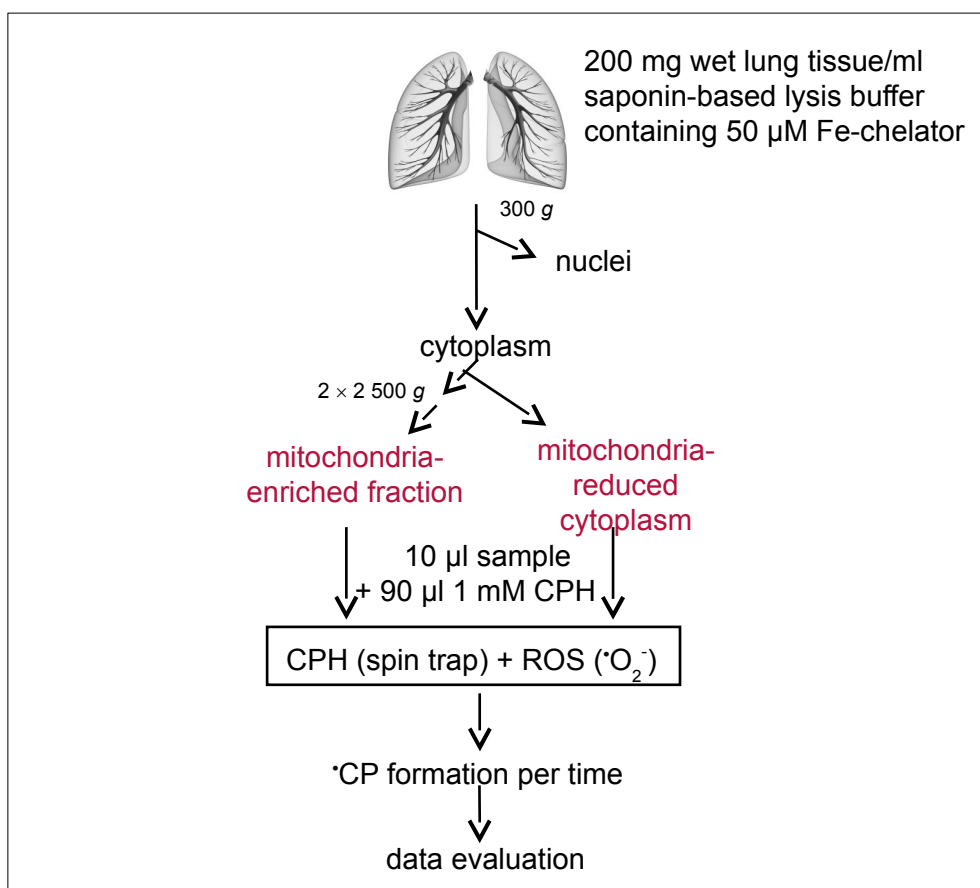 200 mg wet lung tissue/ml
saponin-based lysis buffer
containing 50 µM Fe-chelator
300 g
nuclei
cytoplasm
2 × 2 500 g
mitochondria-
enriched fraction
mitochondria-
reduced
cytoplasm
10 µl sample
+ 90 µl 1 mM CPH
CPH (spin trap) + ROS (•O₂⁻)
•CP formation per time
data evaluation